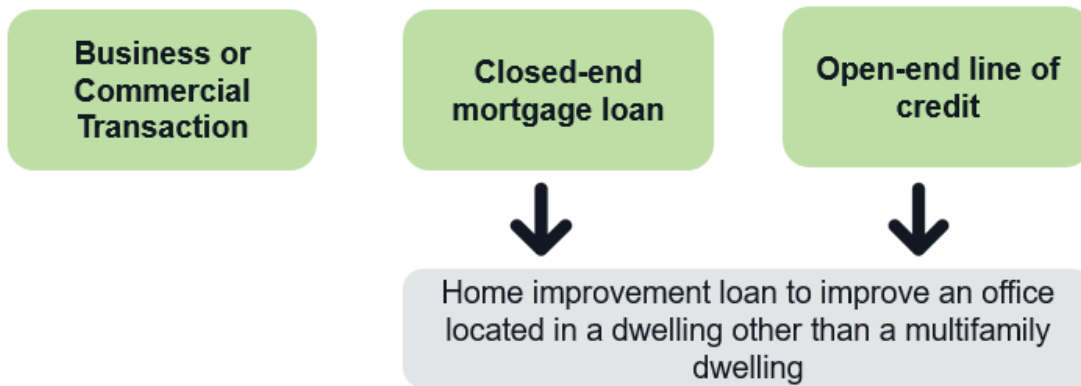 Business or
Commercial
Transaction
Closed-end
mortgage loan
Open-end line of
credit
Home improvement loan to improve an office
located in a dwelling other than a multifamily
dwelling